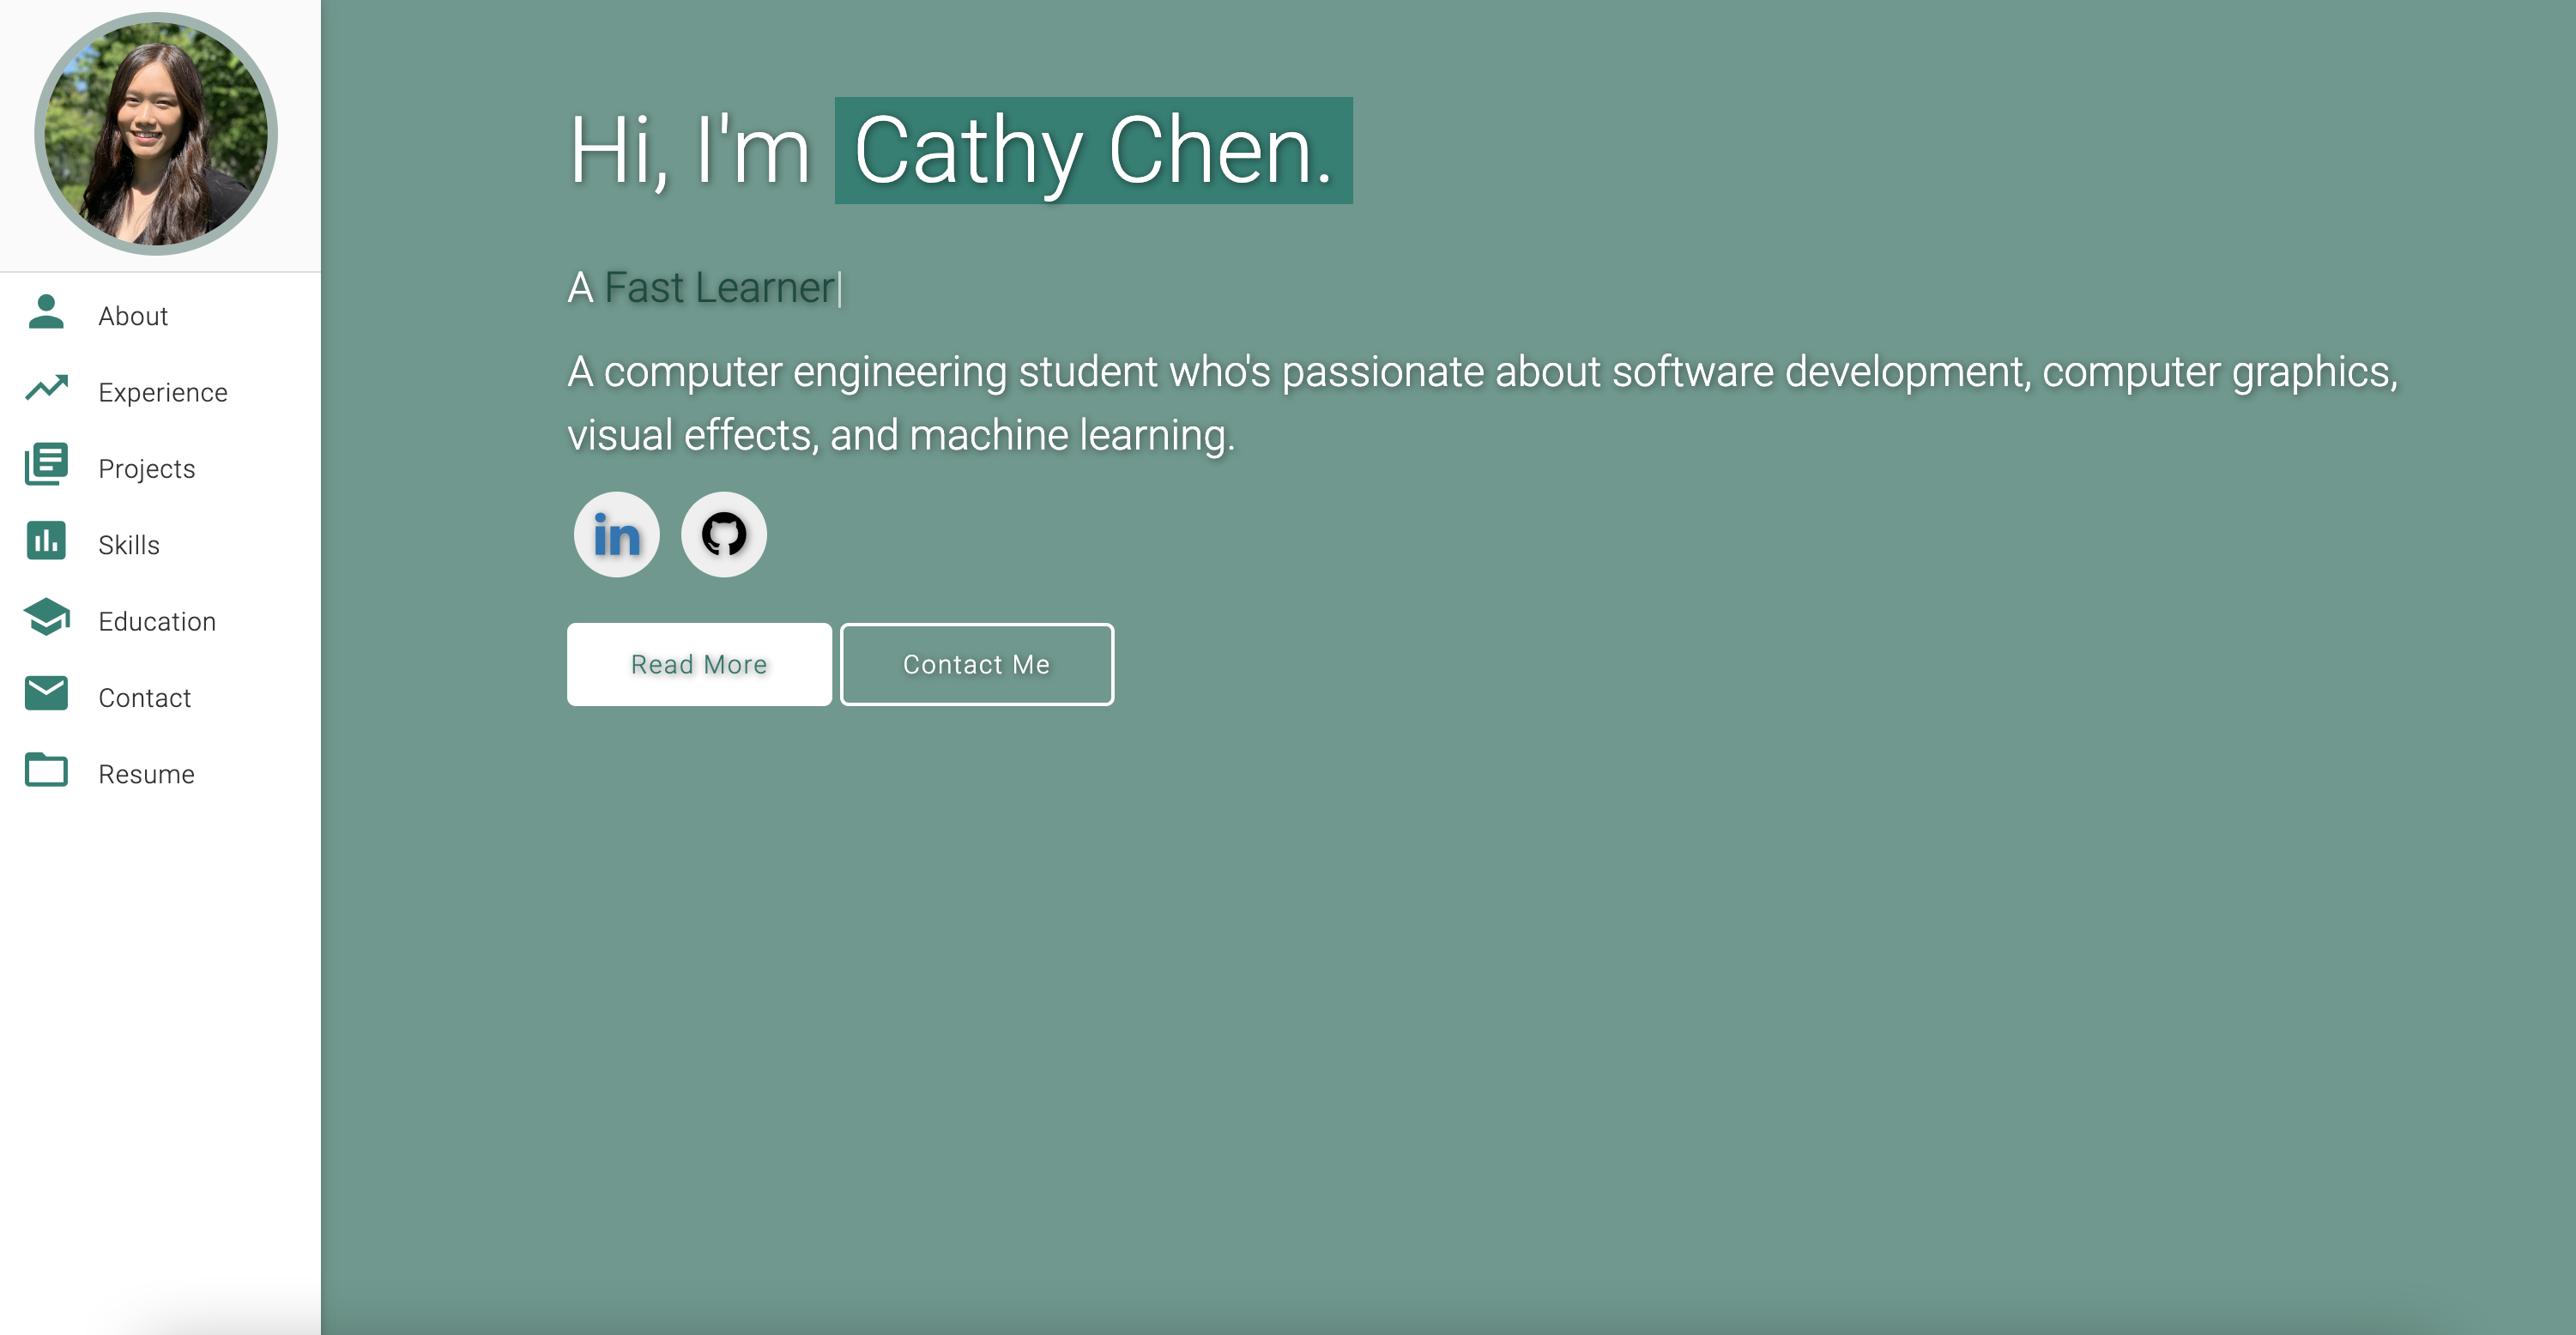 Hi, I'm Cathy Chen.
A Fast Learner
A computer engineering student who's passionate about software development, computer graphics,
visual effects, and machine learning.
in
Read More
Contact Me
About
Experience
Projects
Skills
Education
Contact
Resume